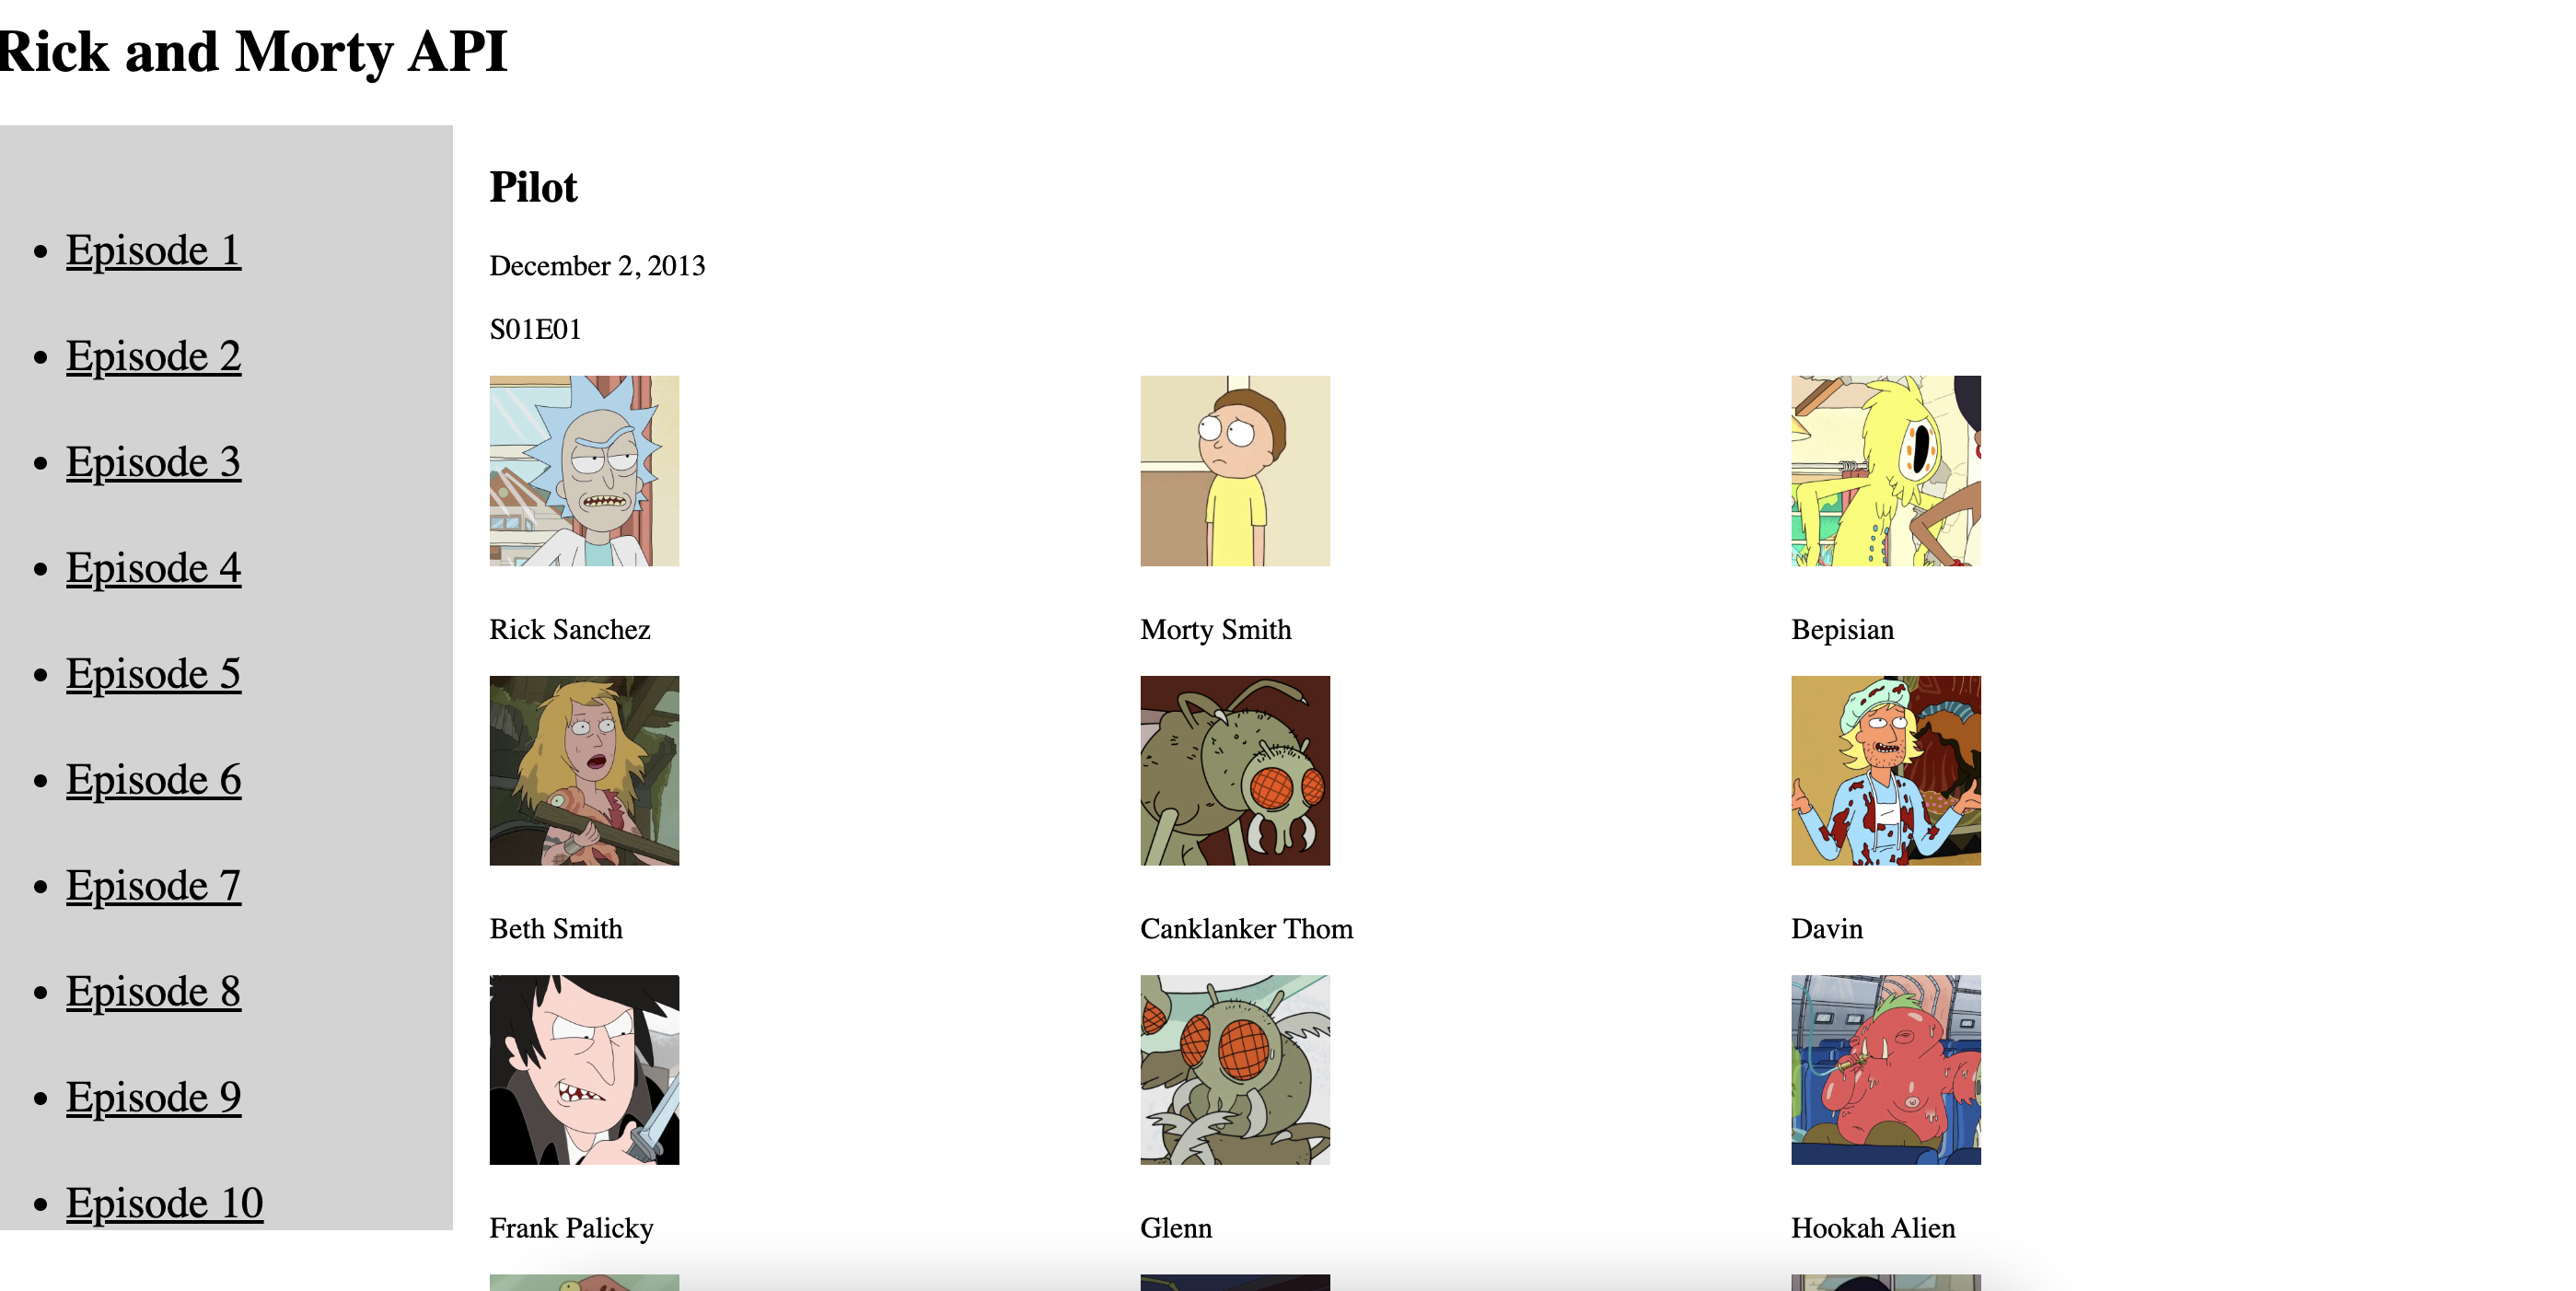 Rick and Morty API
Episode 1
Episode 2
Episode 3
Episode 4
Episode 5
Episode 6
Episode 7
Episode 8
Episode 9
Episode 10
Pilot
December 2, 2013
S01E01
Rick Sanchez
Morty Smith
Bepisian
Beth Smith
Canklanker Thom
Davin
Frank Palicky
Glenn
Hookah Alien